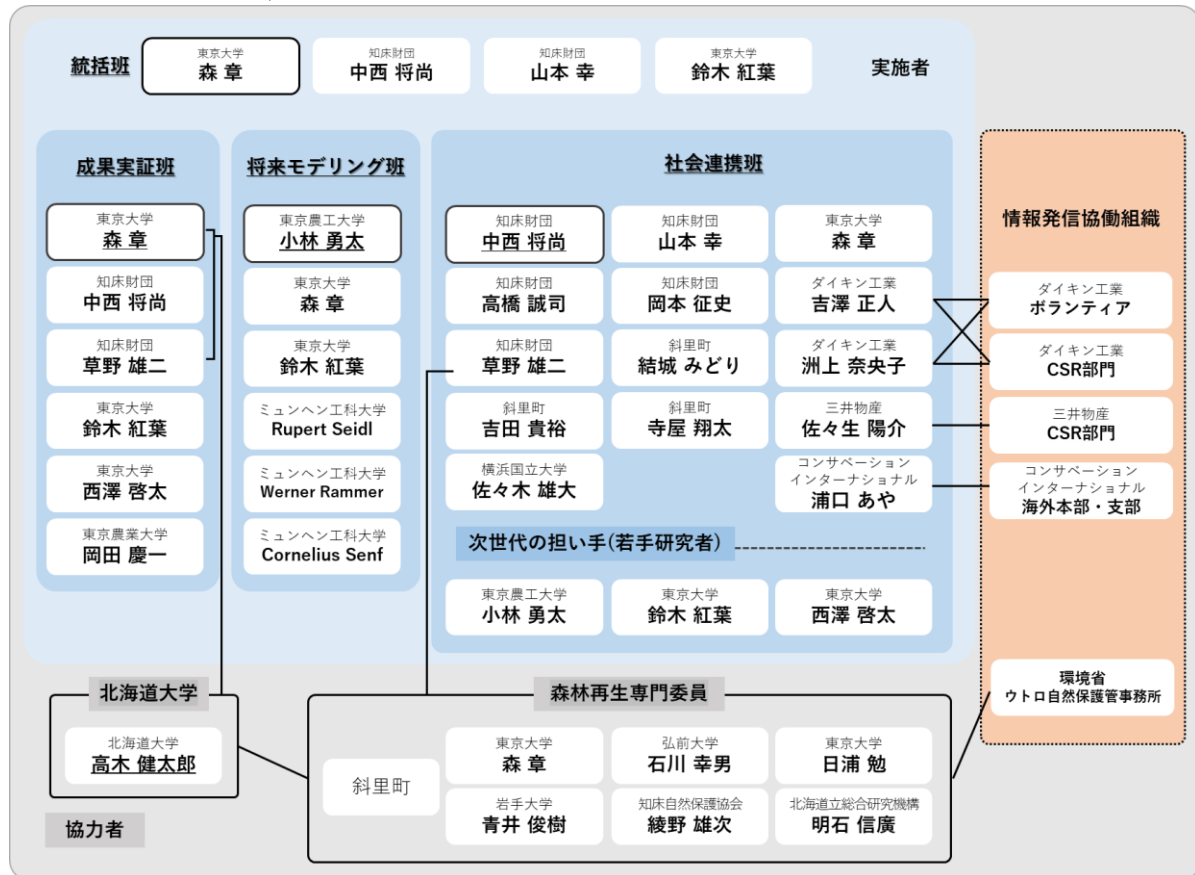 統括班
東京大学
森 章
知床財団
中西 将尚
知床財団
山本 幸
東京大学
鈴木 紅葉
実施者
成果実証班
東京大学
森 章
知床財団
中西 将尚
知床財団
草野 雄二
東京大学
鈴木 紅葉
東京大学
西澤 啓太
東京農業大学
岡田 慶一
将来モデリング班
東京農工大学
小林 勇太
東京大学
森 章
東京大学
鈴木 紅葉
ミュンヘン工科大学
Rupert Seidl
ミュンヘン工科大学
Werner Rammer
ミュンヘン工科大学
Cornelius Senf
社会連携班
知床財団
中西 将尚
知床財団
山本 幸
東京大学
森 章
知床財団
高橋 誠司
知床財団
岡本 征史
ダイキン工業
吉澤 正人
知床財団
草野 雄二
斜里町
結城 みどり
ダイキン工業
洲上 奈央子
斜里町
吉田 貴裕
斜里町
寺屋 翔太
三井物産
佐々生 陽介
横浜国立大学
佐々木 雄大
コンサベーション
インターナショナル
浦口 あや
次世代の担い手(若手研究者)
東京農工大学
小林 勇太
東京大学
鈴木 紅葉
東京大学
西澤 啓太
情報発信協働組織
ダイキン工業
ボランティア
ダイキン工業
CSR部門
三井物産
CSR部門
コンサベーション
インターナショナル
海外本部・支部
環境省
ウトロ自然保護管事務所
北海道大学
北海道大学
高木 健太郎
協力者
森林再生専門委員
斜里町
東京大学
森 章
弘前大学
石川 幸男
東京大学
日浦 勉
岩手大学
青井 俊樹
知床自然保護協会
綾野 雄次
北海道立総合研究機構
明石 信廣